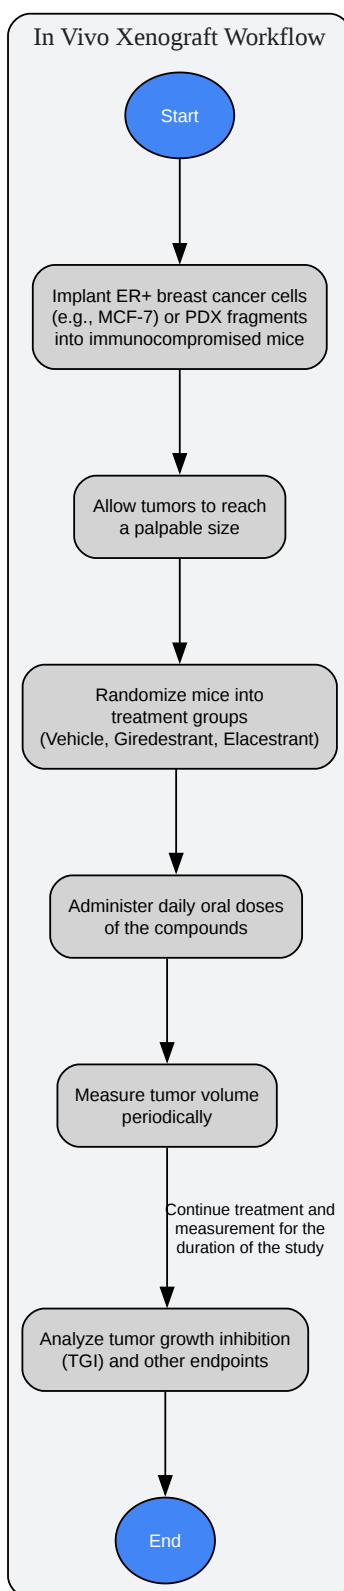 In Vivo Xenograft Workflow
Start
Implant ER+ breast cancer cells
(e.g., MCF-7) or PDX fragments
into immunocompromised mice
Allow tumors to reach
a palpable size
Randomize mice into
treatment groups
(Vehicle, Giredestrant, Elacestrant)
Administer daily oral doses
of the compounds
Measure tumor volume
periodically
Continue treatment and
measurement for the
duration of the study
Analyze tumor growth inhibition
(TGI) and other endpoints
End